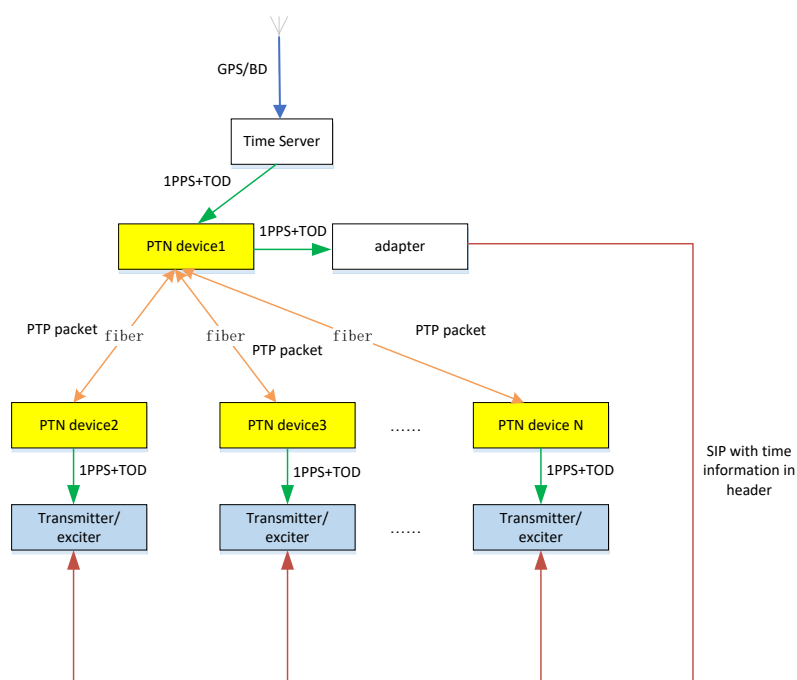 GPS/BD
Time Server
1PPS+TOD
1PPS+TOD
PTN device1
adapter
PTP packet
fiber
fiber
PTP packet
fiber
PTP packet
PTN device2
PTN device3
......
PTN device N
SIP with time
information in
header
1PPS+TOD
1PPS+TOD
1PPS+TOD
Transmitter/
exciter
Transmitter/
exciter
......
Transmitter/
exciter